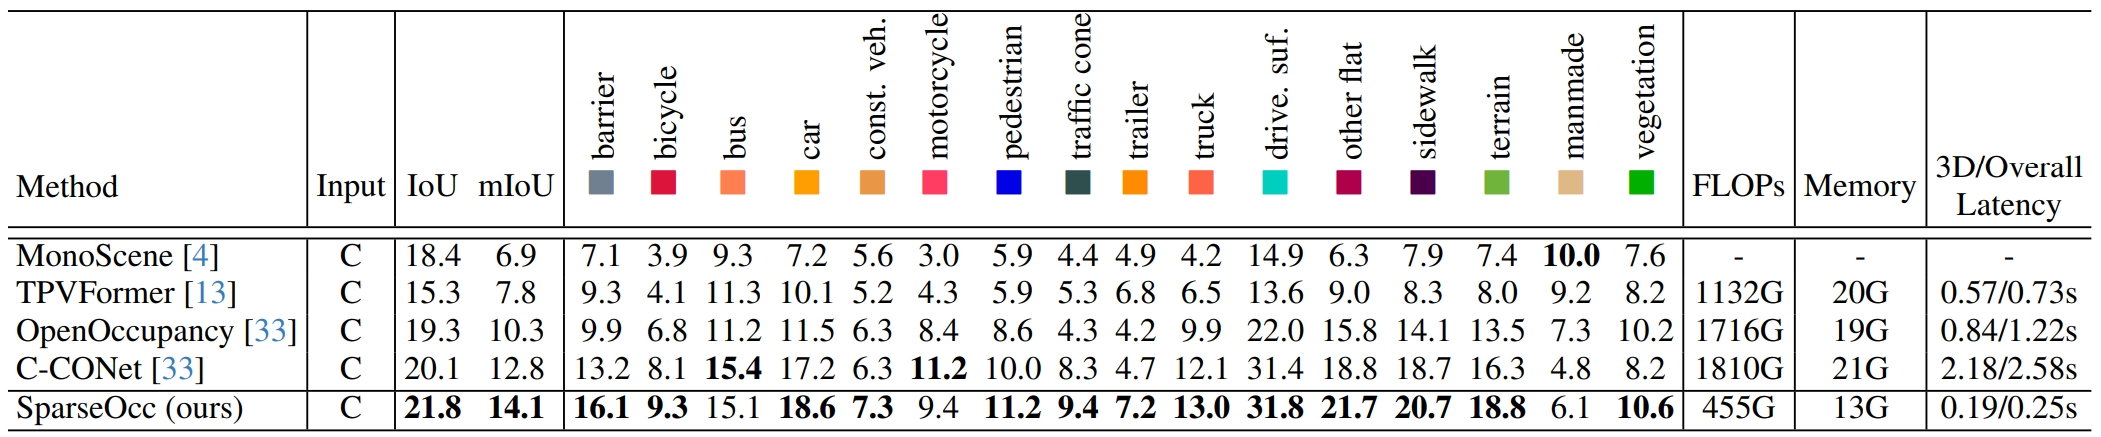 Method Input IoU mIoU barrier bicycle bus car const. veh. motorcycle pedestrian traffic cone trailer truck drive. suf. other flat sidewalk terrain manmade vegetation FLOPs Memory 3D/Overall Latency
MonoScene [4] C 18.4 6.9 7.1 3.9 9.3 7.2 5.6 3.0 5.9 4.4 4.9 4.2 14.9 6.3 7.9 7.4 10.0 7.6 - - -
TPVFormer [13] C 15.3 7.8 9.3 4.1 11.3 10.1 5.2 4.3 5.9 5.3 6.8 6.5 13.6 9.0 8.3 8.0 9.2 8.2 1132G 20G 0.57/0.73s
OpenOccupancy [33] C 19.3 10.3 9.9 6.8 11.2 11.5 6.3 8.4 8.6 4.3 4.2 9.9 22.0 15.8 14.1 13.5 7.3 10.2 1716G 19G 0.84/1.22s
C-CONet [33] C 20.1 12.8 13.2 8.1 15.4 17.2 6.3 11.2 10.0 8.3 4.7 12.1 31.4 18.8 18.7 16.3 4.8 8.2 1810G 21G 2.18/2.58s
SparseOcc (ours) C 21.8 14.1 16.1 9.3 15.1 18.6 7.3 9.4 11.2 9.4 7.2 13.0 31.8 21.7 20.7 18.8 6.1 10.6 455G 13G 0.19/0.25s